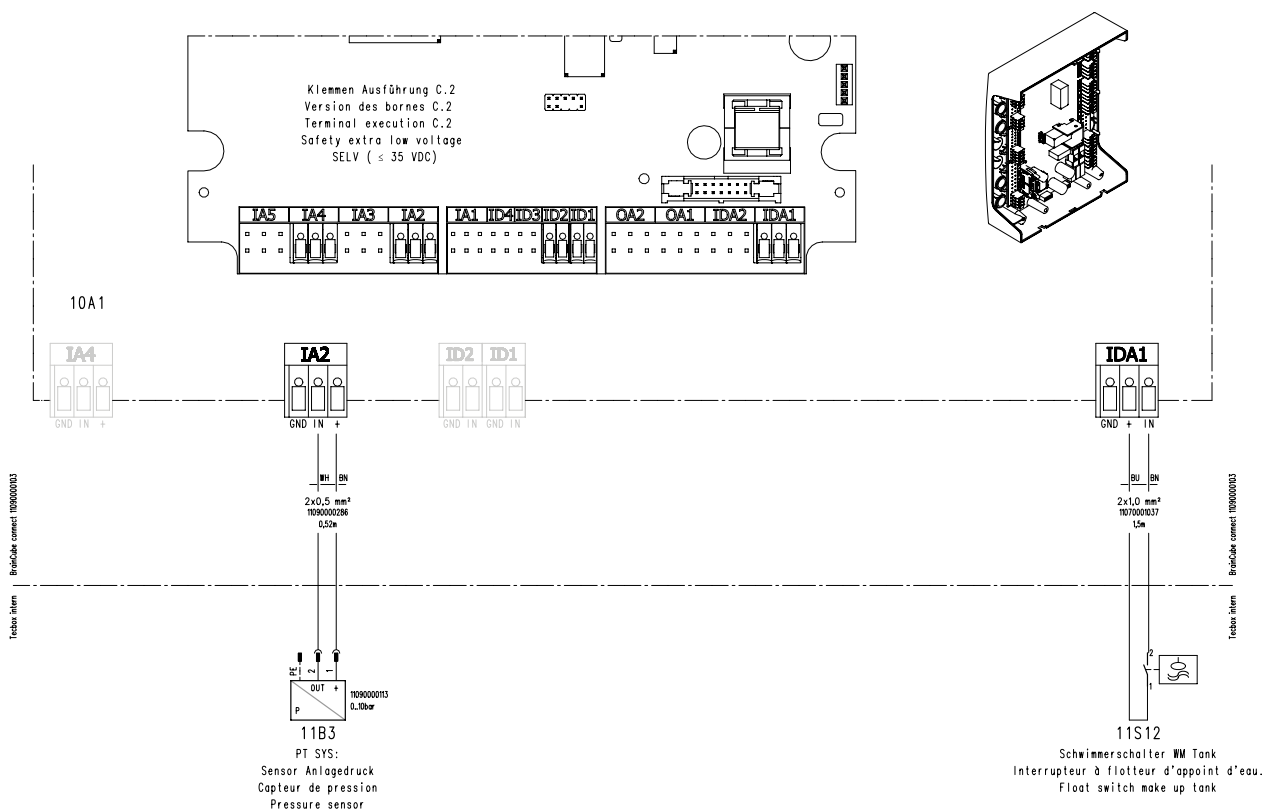 Klemmen Ausführung C.2
Version des bornes C.2
Terminal execution C.2
Safety extra low voltage
SELV ( ≤ 35 VDC)
IA5 IA4 IA3 IA2 IA1 ID4 ID3 ID2 ID1 OA2 OA1 IDA2 IDA1
10A1
IA4 IA2 ID2 ID1 IDA1
GND IN + GND IN + GND IN GND IN GND + IN
WH BN BU BN
2x0,5 mm² 2x1,0 mm²
11090000286 11070001037
0,52m 1,5m
BrainCube connect 11090000103
BrainCube connect 11090000103
Tecbox intern
Tecbox intern
PE 2 1
OUT +
P
11090000113
0..10bar
2
1
11B3
PT SYS:
Sensor Anlagedruck
Capteur de pression
Pressure sensor
11S12
Schwimmerschalter WM Tank
Interrupteur à flotteur d'appoint d'eau.
Float switch make up tank